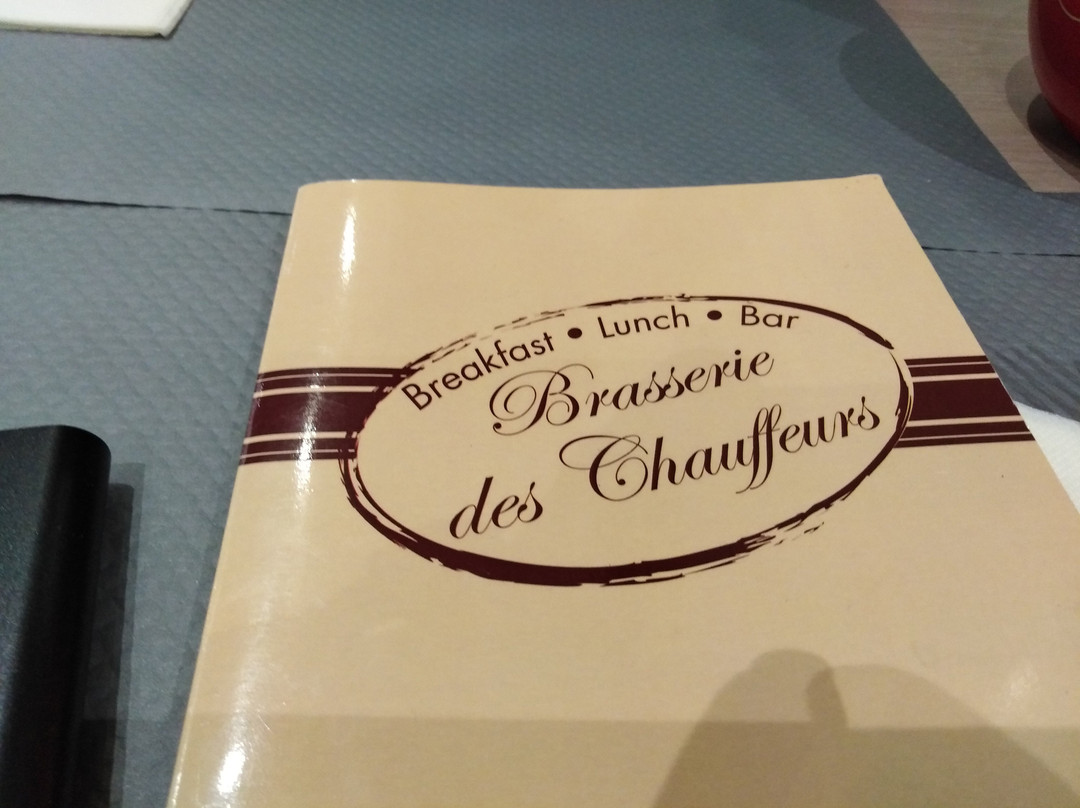 Breakfast • Lunch • Bar
Brasserie
des Chauffeurs